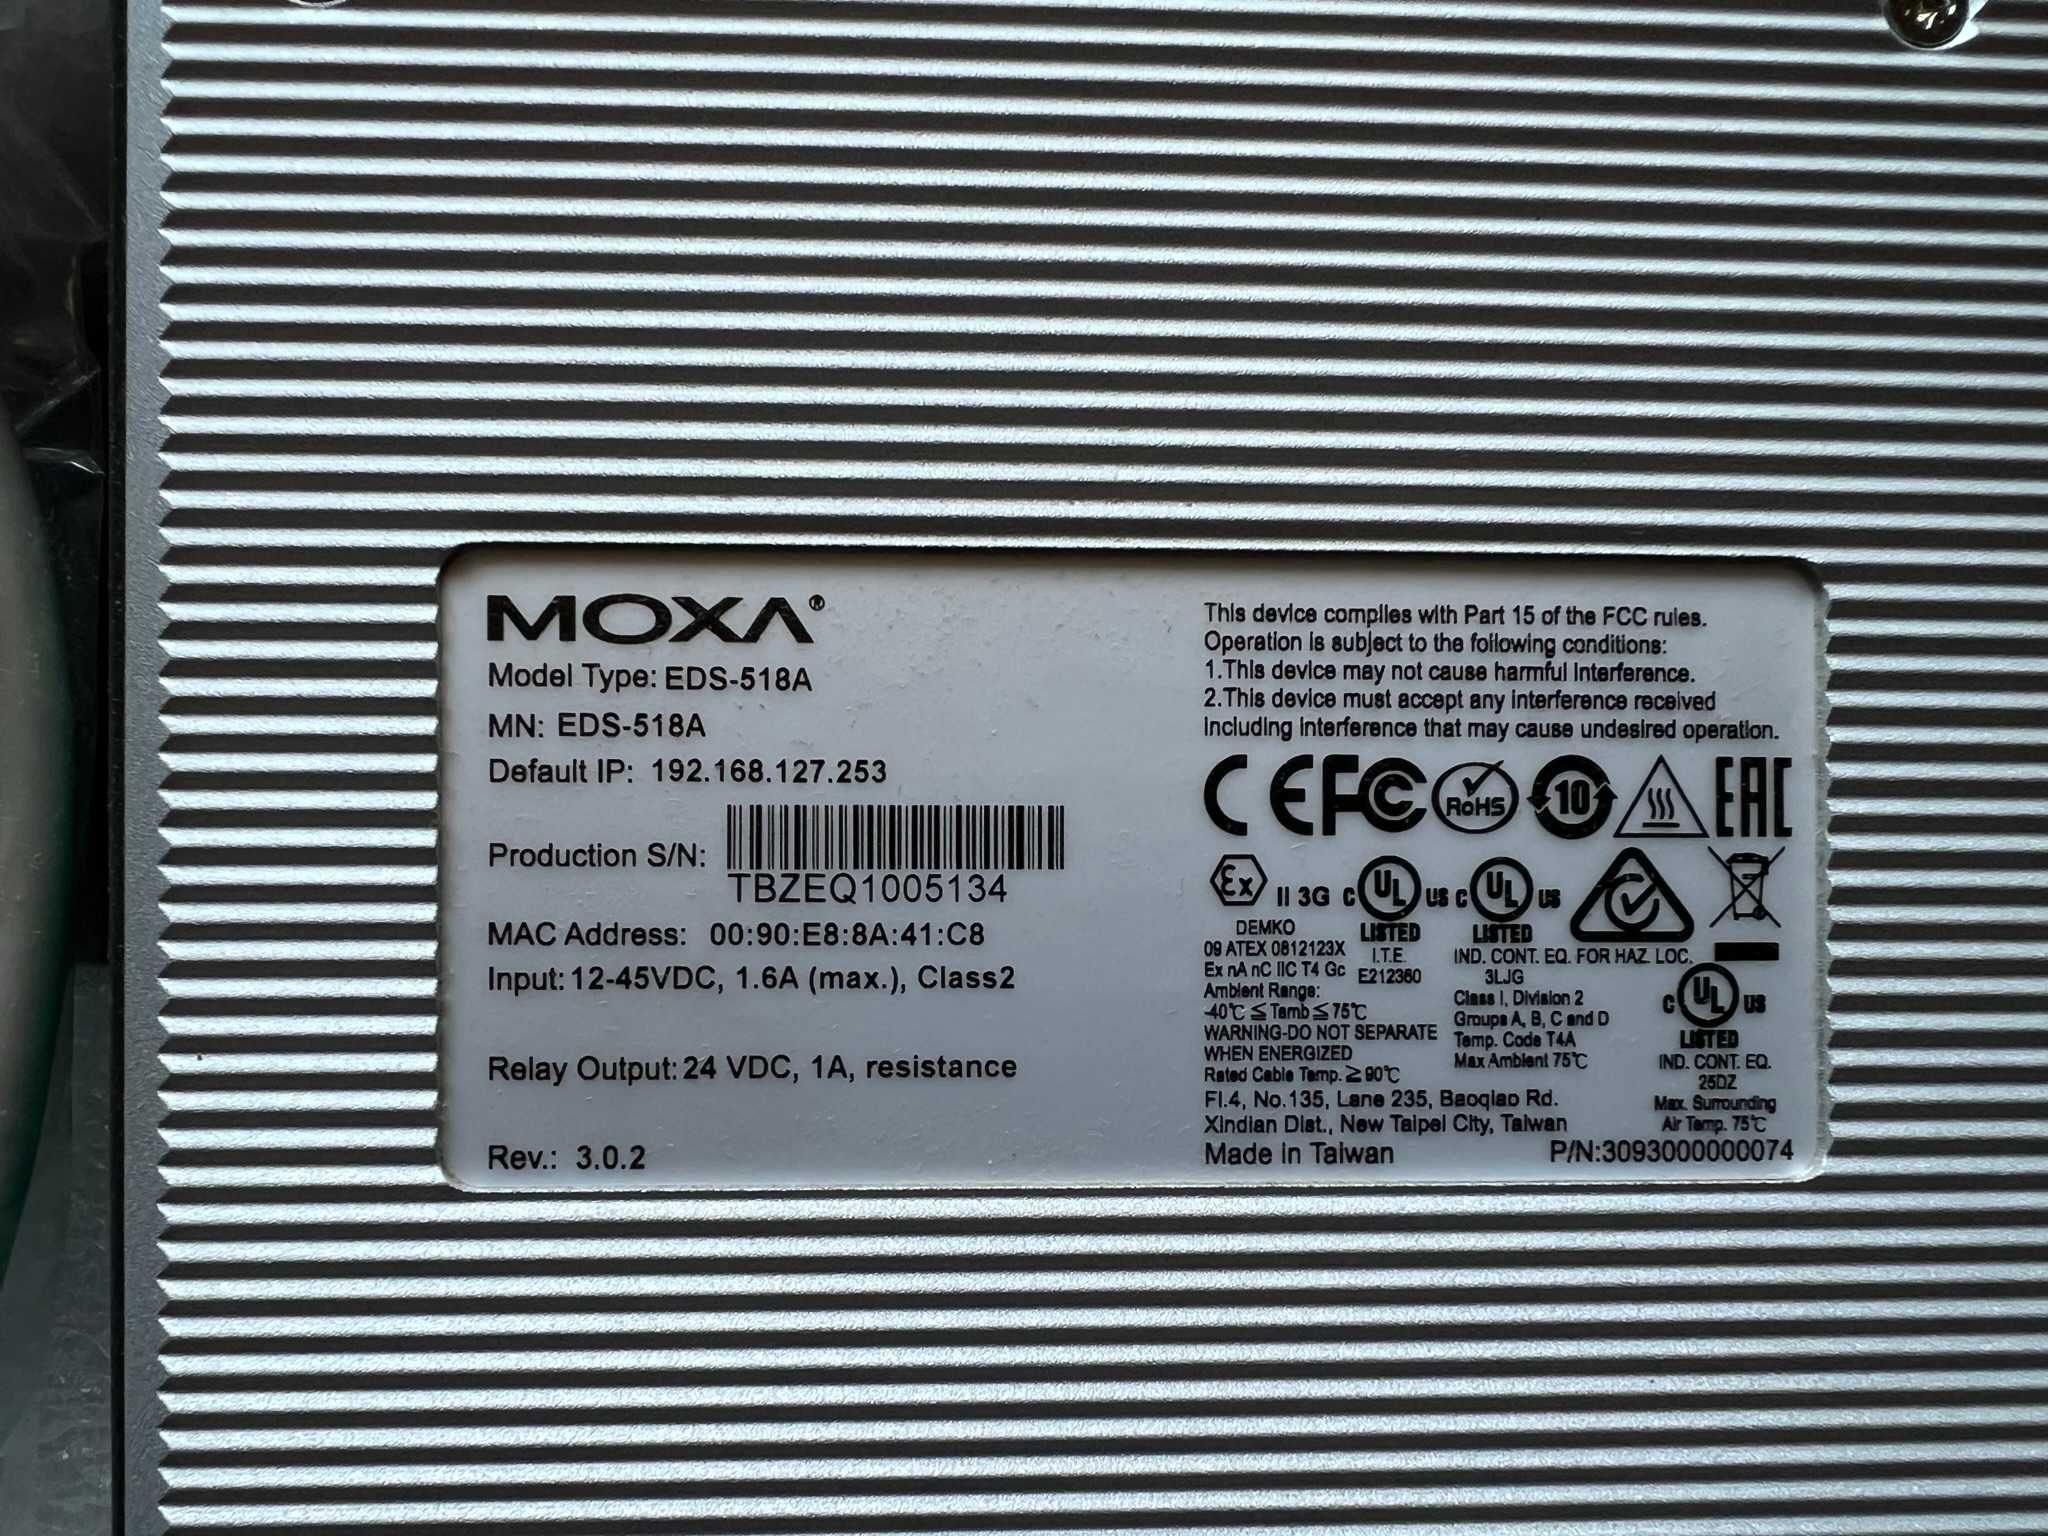 MOXA®
Model Type: EDS-518A
MN: EDS-518A
Default IP: 192.168.127.253
Production S/N:
TBZEQ1005134
MAC Address: 00:90:E8:8A:41:C8
Input: 12-45VDC, 1.6A (max.), Class2
Relay Output: 24 VDC, 1A, resistance
Rev.: 3.0.2
This device complies with Part 15 of the FCC rules.
Operation is subject to the following conditions:
1.This device may not cause harmful interference.
2.This device must accept any interference received
including interference that may cause undesired operation.
CE FC RoHS 10 EAC
Ex II 3G
DEMKO
09 ATEX 0812123X
Ex nA nC IIC T4 Gc
Ambient Range:
-40℃ ≦ Tamb ≦ 75℃
WARNING-DO NOT SEPARATE
WHEN ENERGIZED
Rated Cable Temp. ≧ 90℃
c UL us
LISTED
I.T.E.
E212360
c UL us
LISTED
IND. CONT. EQ. FOR HAZ. LOC.
3LJG
Class I, Division 2
Groups A, B, C and D
Temp. Code T4A
Max Ambient 75℃
c UL us
LISTED
IND. CONT. EQ.
25DZ
Max. Surrounding
Air Temp. 75℃
Fl.4, No.135, Lane 235, Baoqiao Rd.
Xindian Dist., New Taipei City, Taiwan
Made in Taiwan
P/N:3093000000074